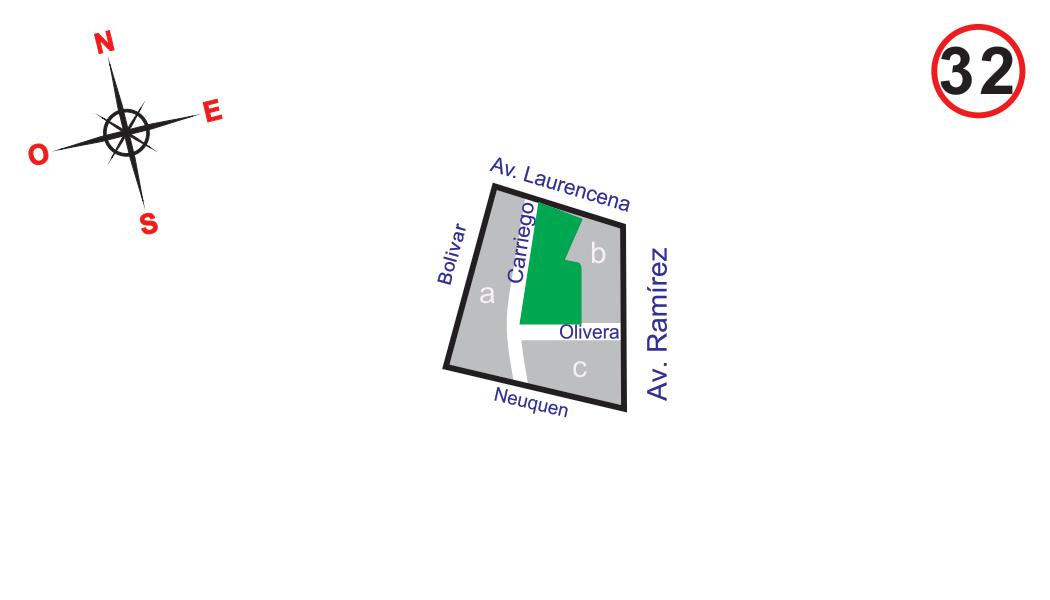 N
E
O
S
32
Av. Laurencena
Bolivar
Carriego
Av. Ramírez
a
b
Olivera
c
Neuquen